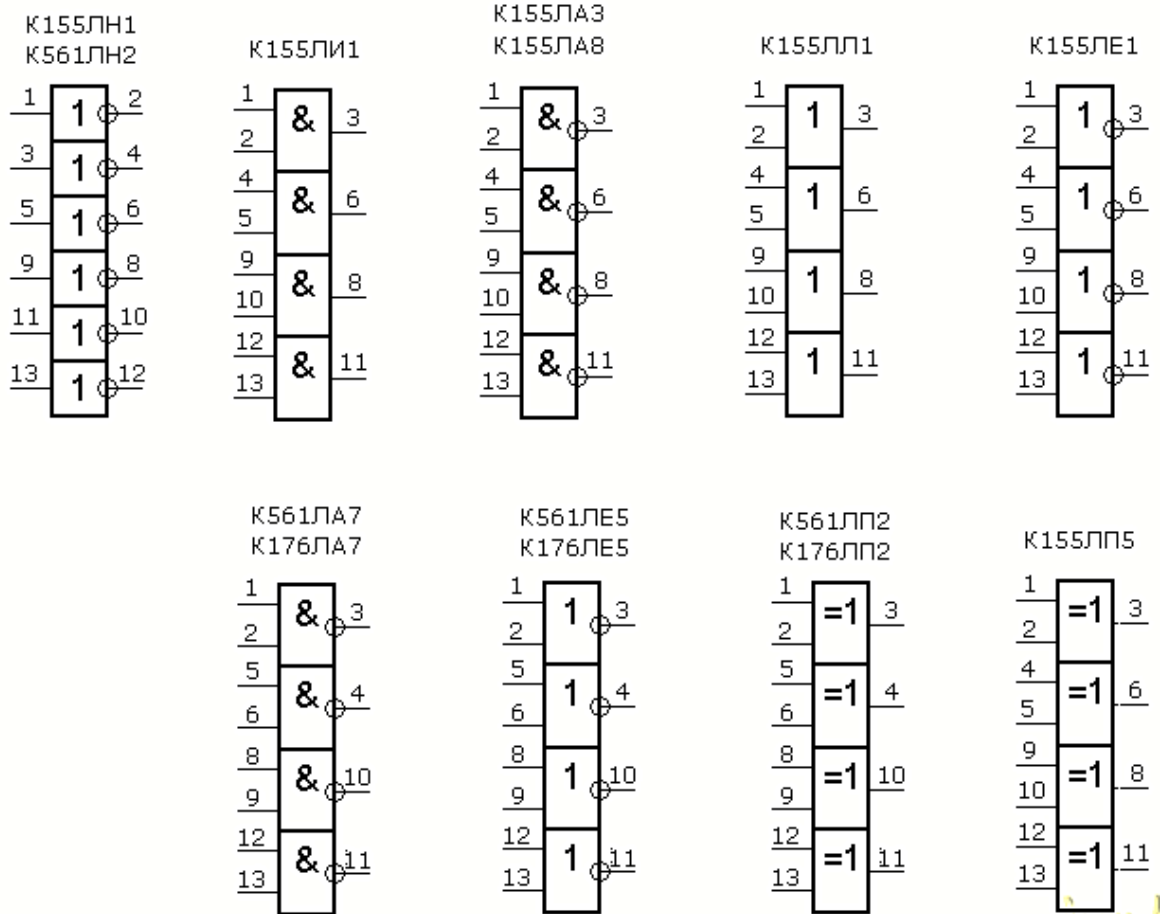 К155ЛН1
К561ЛН2
1 1 2
3 1 4
5 1 6
9 1 8
11 1 10
13 1 12
К155ЛИ1
1 & 3
2
4 & 6
5
9 & 8
10
12 & 11
13
К155ЛА3
К155ЛА8
1 & 3
2
4 & 6
5
9 & 8
10
12 & 11
13
К155ЛЛ1
1 1 3
2
4 1 6
5
9 1 8
10
12 1 11
13
К155ЛЕ1
1 1 3
2
4 1 6
5
9 1 8
10
12 1 11
13
К561ЛА7
К176ЛА7
1 & 3
2
5 & 4
6
8 & 10
9
12 & 11
13
К561ЛЕ5
К176ЛЕ5
1 1 3
2
5 1 4
6
8 1 10
9
12 1 11
13
К561ЛП2
К176ЛП2
1 =1 3
2
5 =1 4
6
8 =1 10
9
12 =1 11
13
К155ЛП5
1 =1 3
2
4 =1 6
5
9 =1 8
10
12 =1 11
13